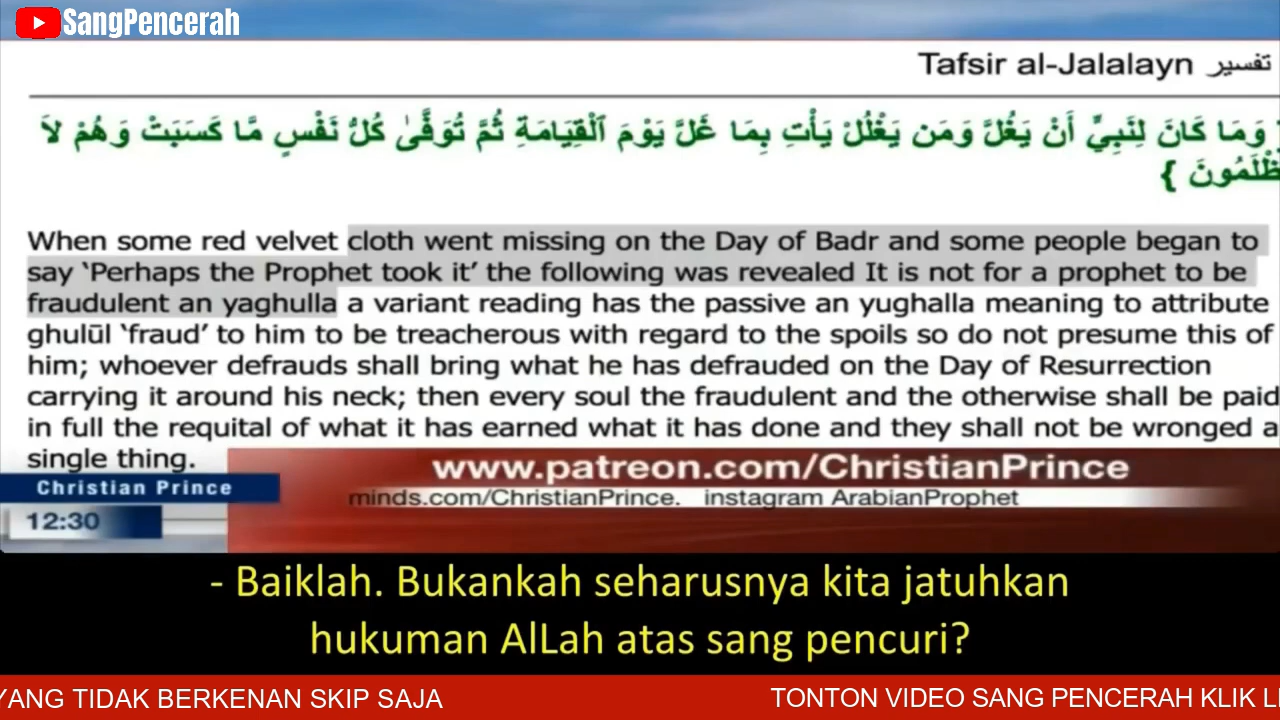 SangPencerah
Tafsir al-Jalalayn تفسير
وَمَا كَانَ لِنَبِيٍّ أَنْ يَغُلَّ وَمَن يَغْلُلْ يَأْتِ بِمَا غَلَّ يَوْمَ ٱلْقِيَامَةِ ثُمَّ تُوَفَّىٰ كُلُّ نَفْسٍ مَّا كَسَبَتْ وَهُمْ لاَ
ظْلَمُونَ }
When some red velvet cloth went missing on the Day of Badr and some people began to
say ‘Perhaps the Prophet took it’ the following was revealed It is not for a prophet to be
fraudulent an yaghulla a variant reading has the passive an yughalla meaning to attribute
ghulūl ‘fraud’ to him to be treacherous with regard to the spoils so do not presume this of
him; whoever defrauds shall bring what he has defrauded on the Day of Resurrection
carrying it around his neck; then every soul the fraudulent and the otherwise shall be paid
in full the requital of what it has earned what it has done and they shall not be wronged a
single thing.
www.patreon.com/ChristianPrince
Christian Prince
minds.com/ChristianPrince. instagram ArabianProphet
12:30
- Baiklah. Bukankah seharusnya kita jatuhkan
hukuman AlLah atas sang pencuri?
YANG TIDAK BERKENAN SKIP SAJA TONTON VIDEO SANG PENCERAH KLIK